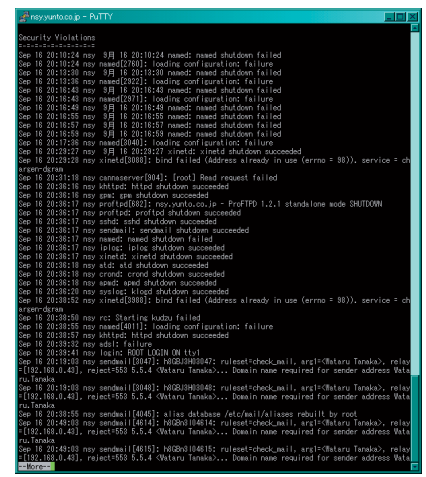 nsy.yunto.co.jp - PuTTY
Security Violations
=-=-=-=-=-=-=-=-=-=
Sep 16 20:10:24 nsy  9月 16 20:10:24 named: named shutdown failed
Sep 16 20:10:24 nsy named[2760]: loading configuration: failure
Sep 16 20:13:30 nsy  9月 16 20:13:30 named: named shutdown failed
Sep 16 20:13:36 nsy named[2922]: loading configuration: failure
Sep 16 20:16:43 nsy  9月 16 20:16:43 named: named shutdown failed
Sep 16 20:16:43 nsy named[2971]: loading configuration: failure
Sep 16 20:16:49 nsy  9月 16 20:16:49 named: named shutdown failed
Sep 16 20:16:55 nsy  9月 16 20:16:55 named: named shutdown failed
Sep 16 20:16:57 nsy  9月 16 20:16:57 named: named shutdown failed
Sep 16 20:16:59 nsy  9月 16 20:16:59 named: named shutdown failed
Sep 16 20:17:36 nsy named[3040]: loading configuration: failure
Sep 16 20:29:27 nsy  9月 16 20:29:27 xinetd: xinetd shutdown succeeded
Sep 16 20:29:28 nsy xinetd[3088]: bind failed (Address already in use (errno = 98)). service = ch
argen-dgram
Sep 16 20:31:18 nsy cannaserver[904]: [root] Read request failed
Sep 16 20:36:16 nsy khttpd: httpd shutdown succeeded
Sep 16 20:36:16 nsy gpm: gpm shutdown succeeded
Sep 16 20:36:17 nsy proftpd[682]: nsy.yunto.co.jp - ProFTPD 1.2.1 standalone mode SHUTDOWN
Sep 16 20:36:17 nsy proftpd: proftpd shutdown succeeded
Sep 16 20:36:17 nsy sshd: sshd shutdown succeeded
Sep 16 20:36:17 nsy sendmail: sendmail shutdown succeeded
Sep 16 20:36:17 nsy named: named shutdown failed
Sep 16 20:36:17 nsy iplog: iplog shutdown succeeded
Sep 16 20:36:17 nsy xinetd: xinetd shutdown succeeded
Sep 16 20:36:18 nsy atd: atd shutdown succeeded
Sep 16 20:36:18 nsy crond: crond shutdown succeeded
Sep 16 20:36:18 nsy apmd: apmd shutdown succeeded
Sep 16 20:36:20 nsy syslog: klogd shutdown succeeded
Sep 16 20:38:52 nsy xinetd[3908]: bind failed (Address already in use (errno = 98)). service = ch
argen-dgram
Sep 16 20:38:50 nsy rc: Starting kudzu failed
Sep 16 20:38:55 nsy named[4011]: loading configuration: failure
Sep 16 20:38:57 nsy khttpd: httpd shutdown succeeded
Sep 16 20:39:32 nsy adsl: failure
Sep 16 20:39:41 nsy login: ROOT LOGIN ON tty1
Sep 16 20:19:03 nsy sendmail[3047]: h8GBJ3H03047: ruleset=check_mail, arg1=<Wataru Tanaka>, relay
=[192.168.0.43], reject=553 5.5.4 <Wataru Tanaka>... Domain name required for sender address Wata
ru.Tanaka
Sep 16 20:19:03 nsy sendmail[3048]: h8GBJ3H03048: ruleset=check_mail, arg1=<Wataru Tanaka>, relay
=[192.168.0.43], reject=553 5.5.4 <Wataru Tanaka>... Domain name required for sender address Wata
ru.Tanaka
Sep 16 20:38:55 nsy sendmail[4045]: alias database /etc/mail/aliases rebuilt by root
Sep 16 20:49:03 nsy sendmail[4614]: h8GBn3I04614: ruleset=check_mail, arg1=<Wataru Tanaka>, relay
=[192.168.0.43], reject=553 5.5.4 <Wataru Tanaka>... Domain name required for sender address Wata
ru.Tanaka
Sep 16 20:49:03 nsy sendmail[4615]: h8GBn3I04615: ruleset=check_mail, arg1=<Wataru Tanaka>, relay
=[192.168.0.43], reject=553 5.5.4 <Wataru Tanaka>... Domain name required for sender address Wata
--More--